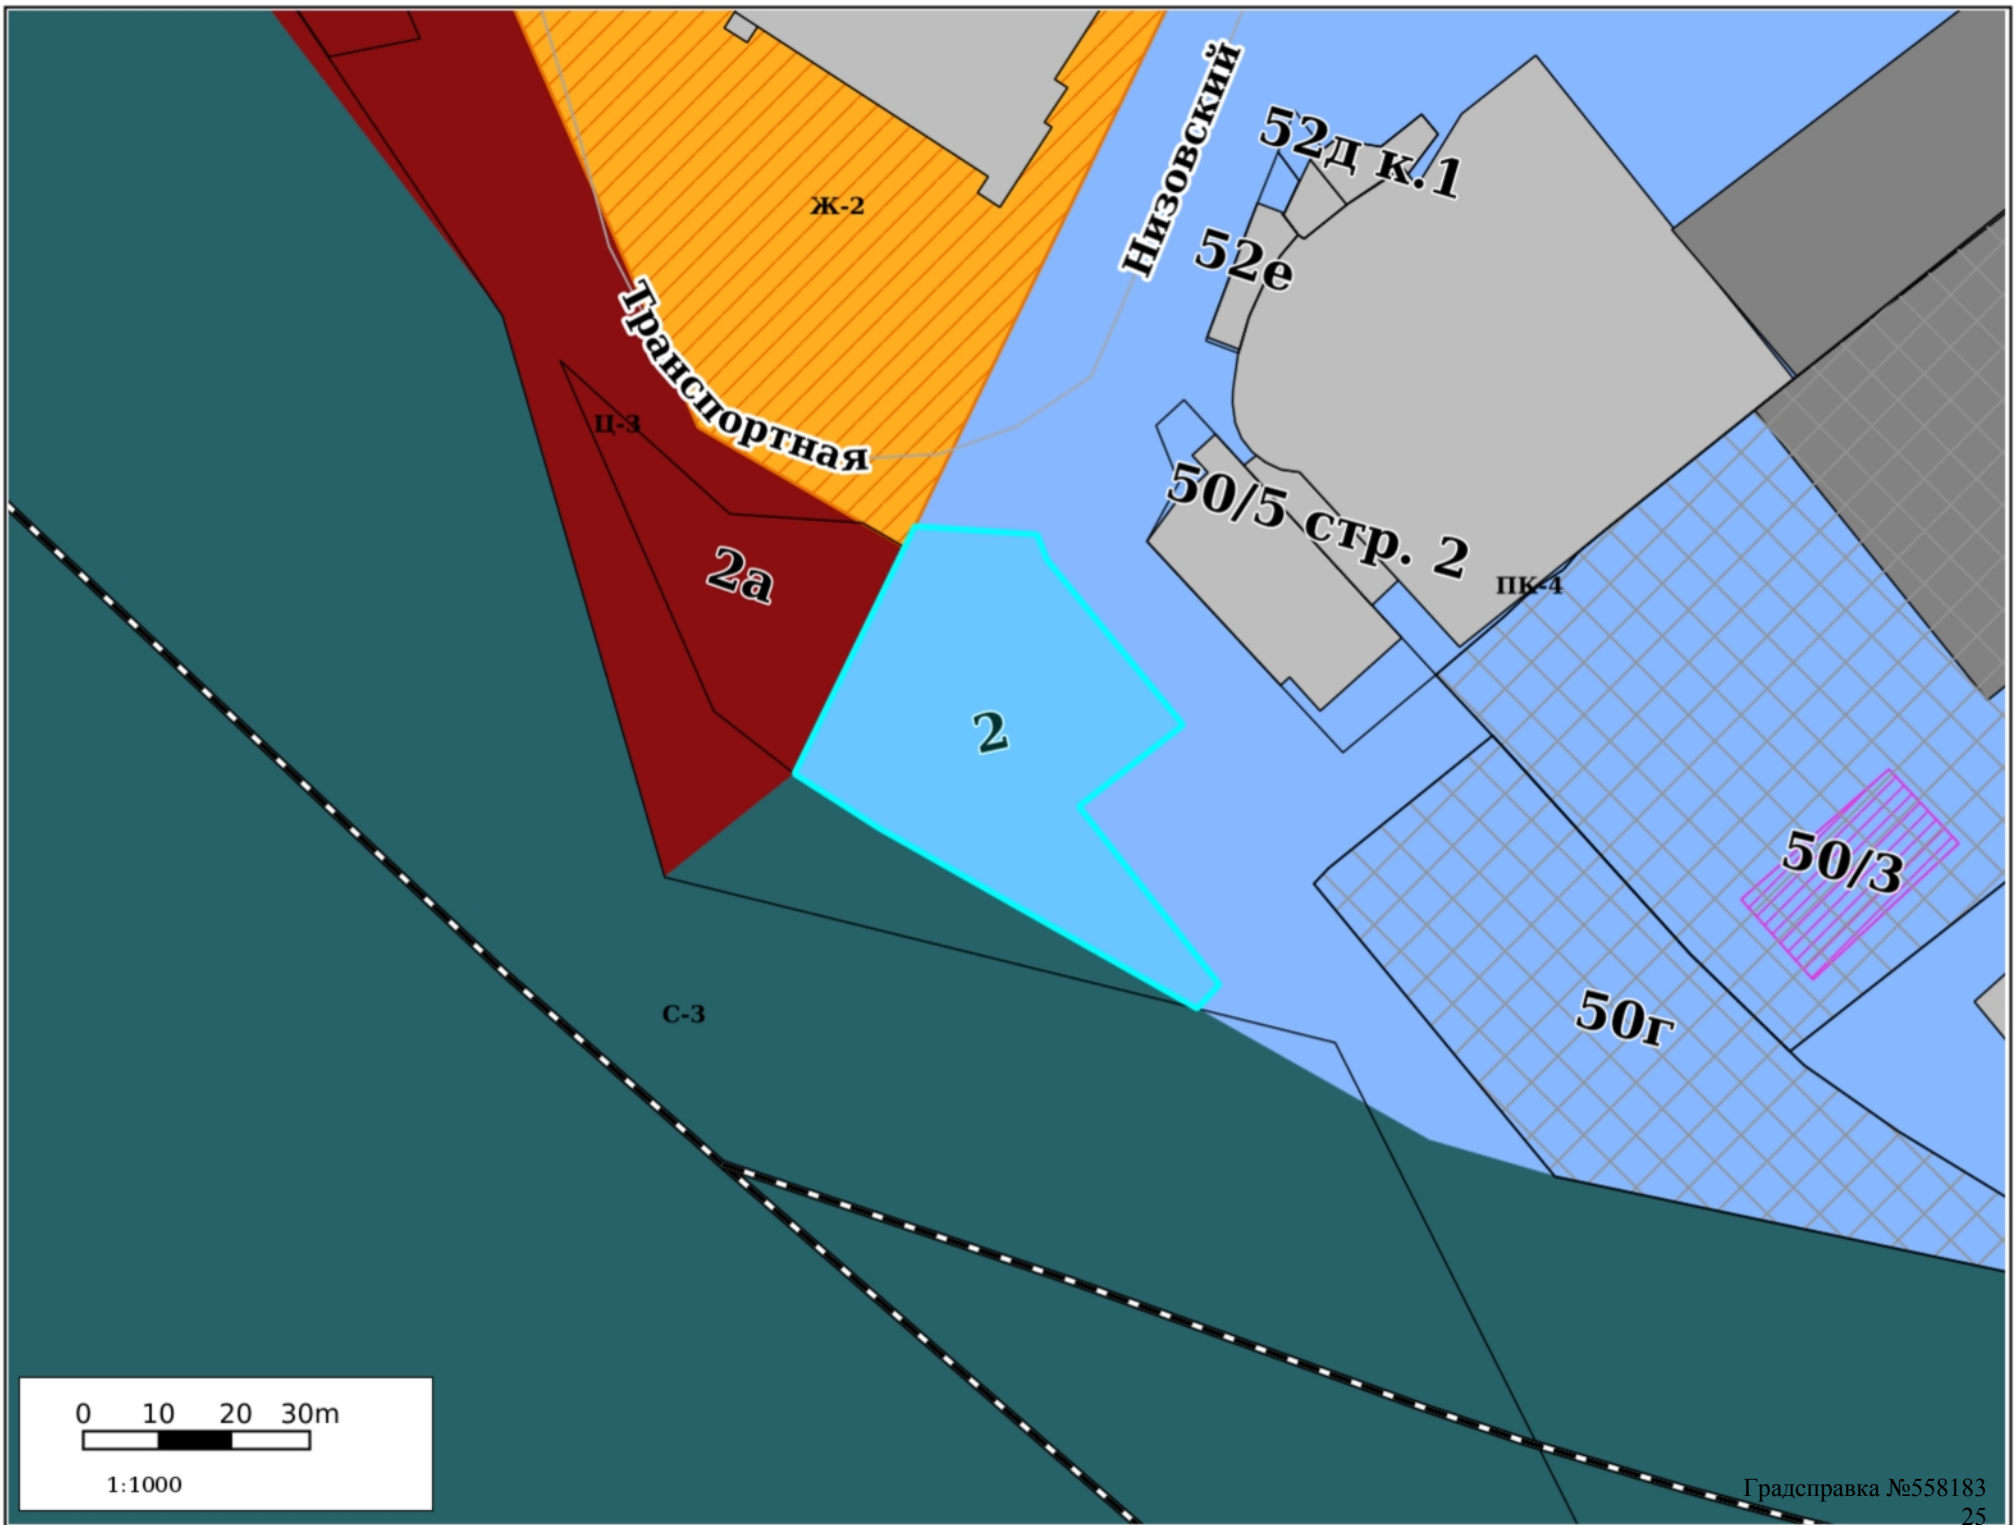 Низовский
52д к.1
Ж-2
52е
Транспортная
Ц-3
50/5 стр. 2
2а
ПК-4
2
50/3
С-3
50г
0 10 20 30m
1:1000
Градсправка №558183
25